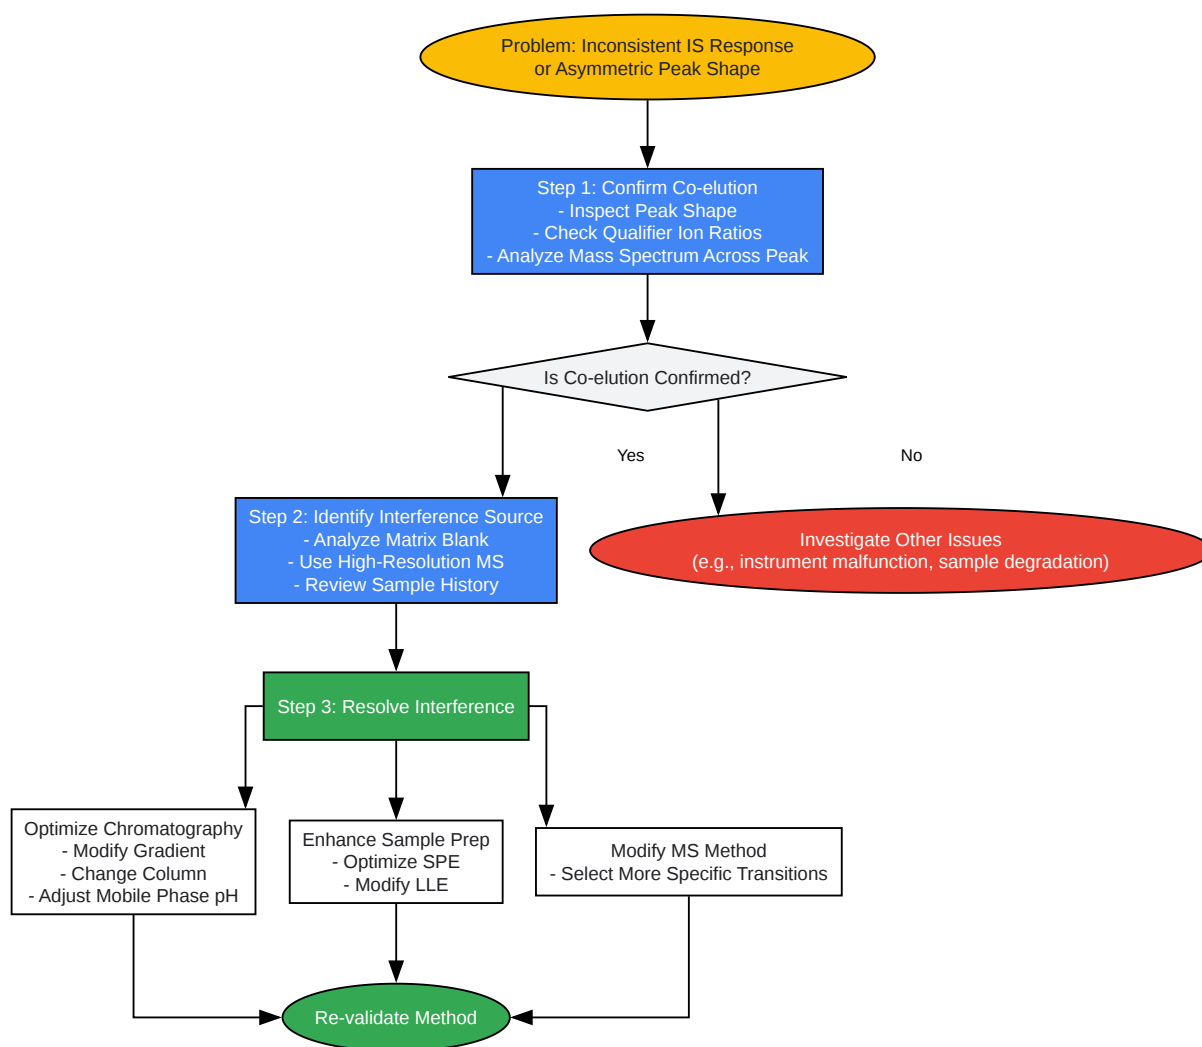 Problem: Inconsistent IS Response
or Asymmetric Peak Shape
Step 1: Confirm Co-elution
- Inspect Peak Shape
- Check Qualifier Ion Ratios
- Analyze Mass Spectrum Across Peak
Is Co-elution Confirmed?
Yes
No
Step 2: Identify Interference Source
- Analyze Matrix Blank
- Use High-Resolution MS
- Review Sample History
Investigate Other Issues
(e.g., instrument malfunction, sample degradation)
Step 3: Resolve Interference
Optimize Chromatography
- Modify Gradient
- Change Column
- Adjust Mobile Phase pH
Enhance Sample Prep
- Optimize SPE
- Modify LLE
Modify MS Method
- Select More Specific Transitions
Re-validate Method